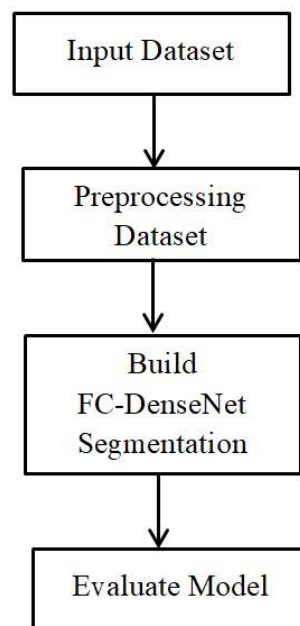 Input Dataset
Preprocessing
Dataset
Build
FC-DenseNet
Segmentation
Evaluate Model